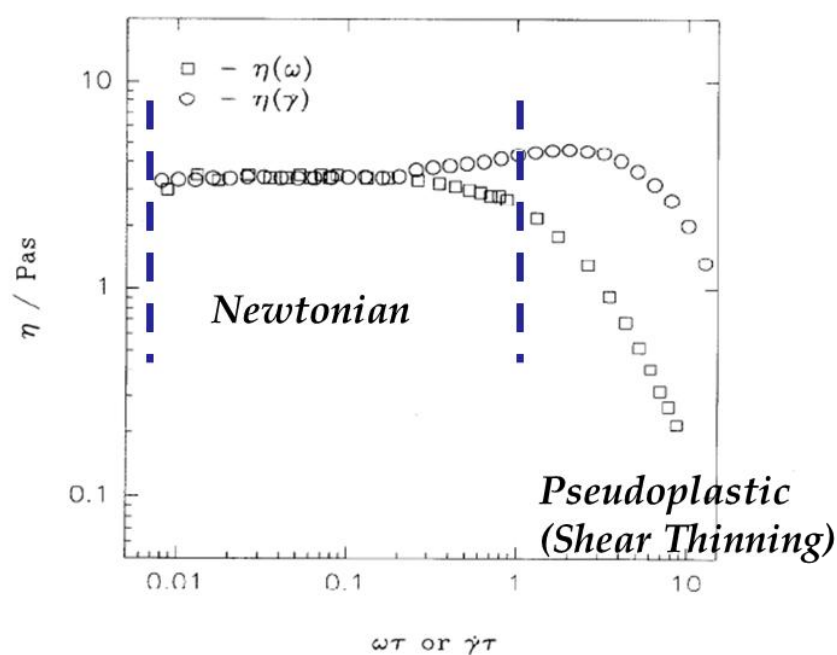 □ – η(ω)
○ – η(γ̇)
10
1
0.1
η / Pas
Newtonian
Pseudoplastic
(Shear Thinning)
0.01
0.1
1
10
ωτ or γ̇τ